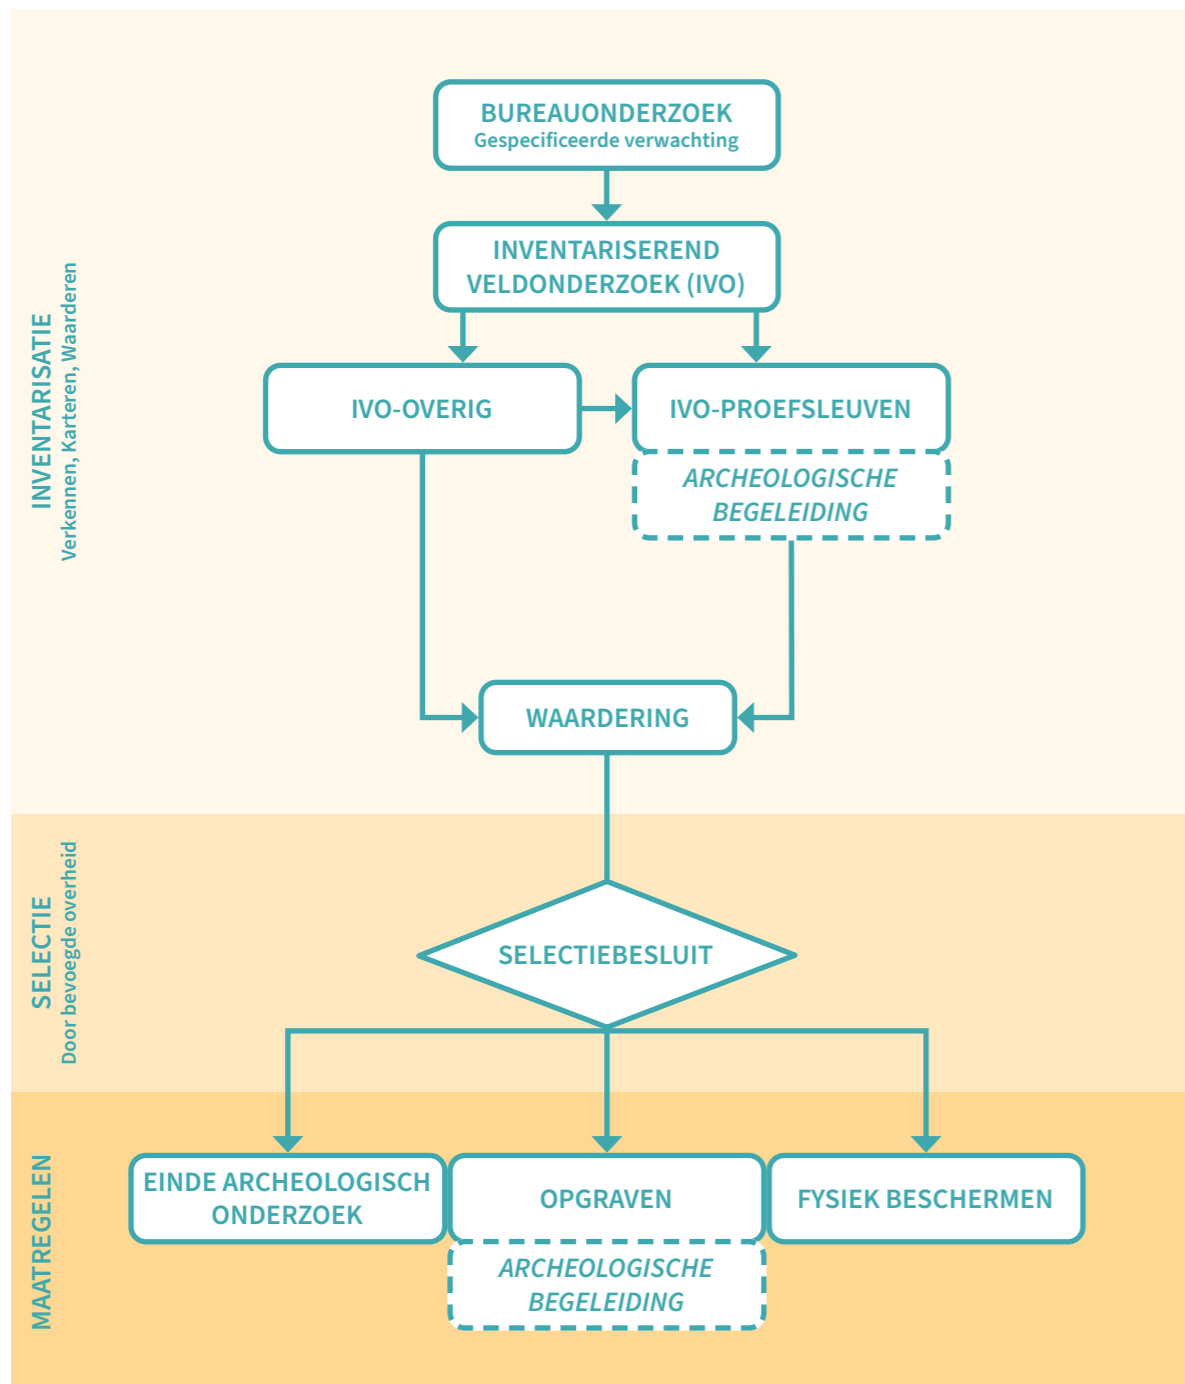 BUREAUONDERZOEK
Gespecificeerde verwachting
INVENTARISEREND
VELDONDERZOEK (IVO)
INVENTARISATIE
Verkennen, Karteren, Waarderen
IVO-OVERIG
IVO-PROEFSLEUVEN
ARCHEOLOGISCHE
BEGELEIDING
WAARDERING
SELECTIE
Door bevoegde overheid
SELECTIEBESLUIT
MAATREGELEN
EINDE ARCHEOLOGISCH
ONDERZOEK
OPGRAVEN
FYSIEK BESCHERMEN
ARCHEOLOGISCHE
BEGELEIDING